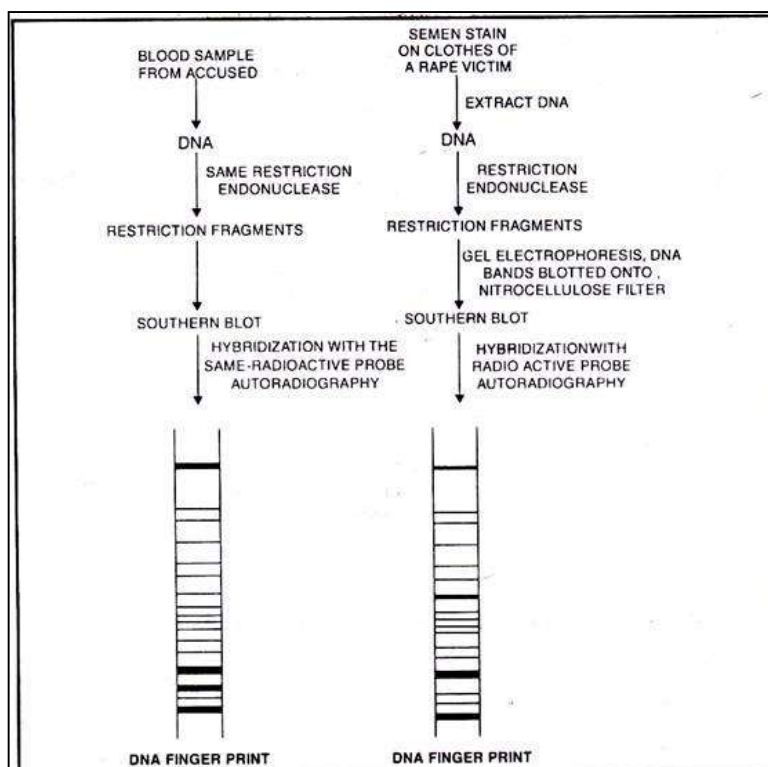 BLOOD SAMPLE
FROM ACCUSED
DNA
SAME RESTRICTION
ENDONUCLEASE
RESTRICTION FRAGMENTS
SOUTHERN BLOT
HYBRIDIZATION WITH THE
SAME-RADIOACTIVE PROBE
AUTORADIOGRAPHY
DNA FINGER PRINT
SEMEN STAIN
ON CLOTHES OF
A RAPE VICTIM
EXTRACT DNA
DNA
RESTRICTION
ENDONUCLEASE
RESTRICTION FRAGMENTS
GEL ELECTROPHORESIS, DNA
BANDS BLOTTED ONTO,
NITROCELLULOSE FILTER
SOUTHERN BLOT
HYBRIDIZATIONWITH
RADIO ACTIVE PROBE
AUTORADIOGRAPHY
DNA FINGER PRINT